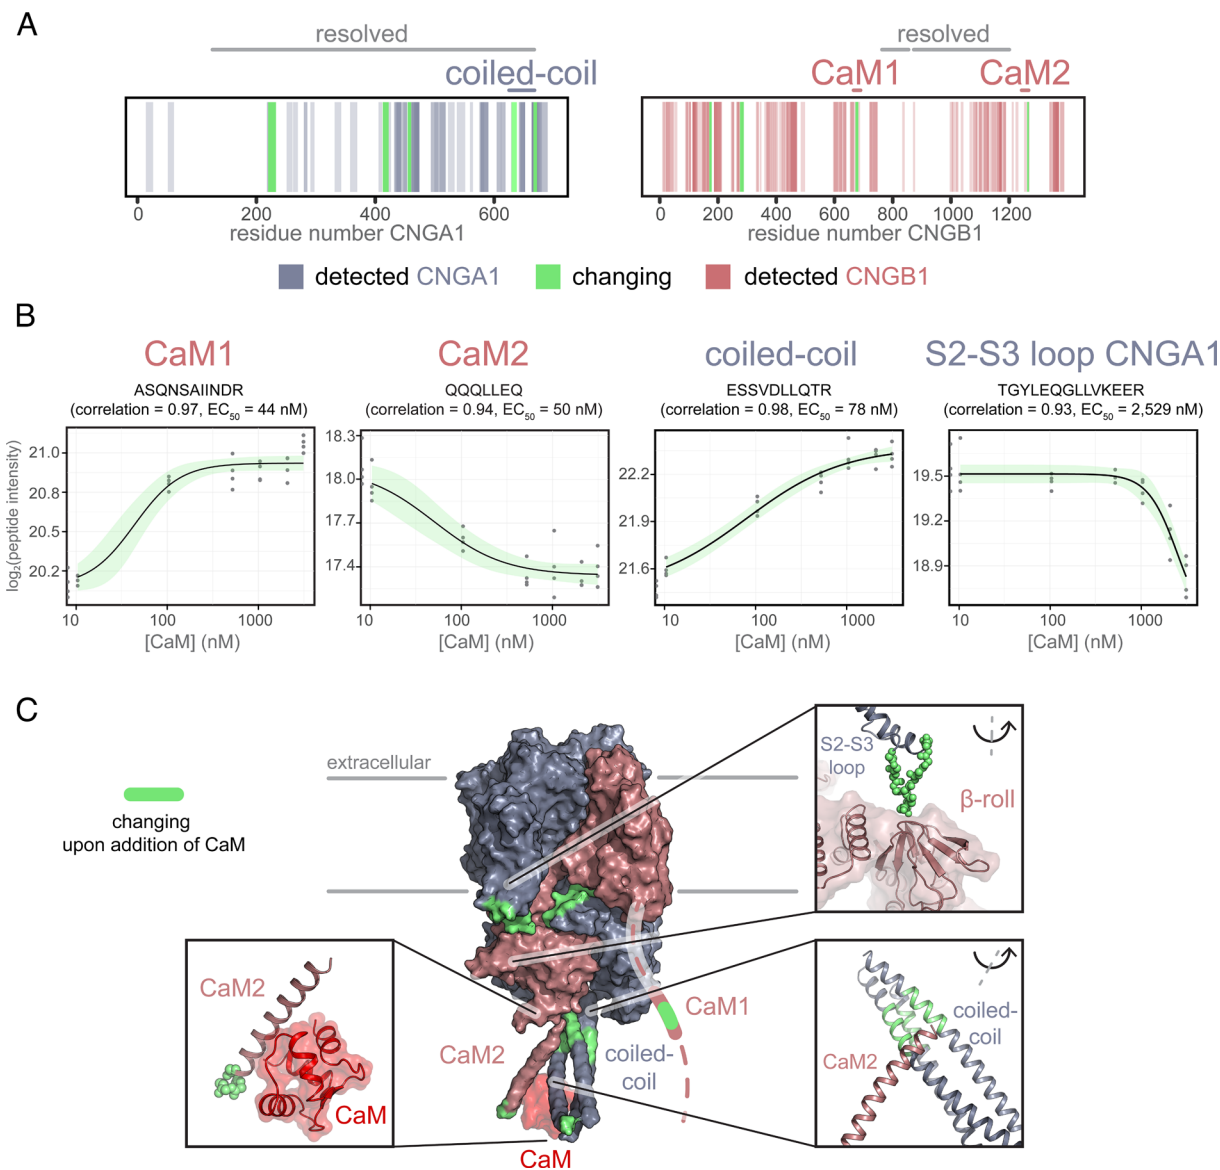 A
resolved
coiled-coil
resolved
CaM1
CaM2
0
200
400
600
residue number CNGA1
0
200
400
600
800
1000
1200
residue number CNGB1
detected CNGA1
changing
detected CNGB1
B
CaM1
ASQNSAIINDR
(correlation = 0.97, EC50 = 44 nM)
log2(peptide intensity)
21.0
20.8
20.5
20.2
10
100
1000
[CaM] (nM)
CaM2
QQQLLEQ
(correlation = 0.94, EC50 = 50 nM)
18.3
18.0
17.7
17.4
10
100
1000
[CaM] (nM)
coiled-coil
ESSVDLLQTR
(correlation = 0.98, EC50 = 78 nM)
22.2
21.9
21.6
10
100
1000
[CaM] (nM)
S2-S3 loop CNGA1
TGYLEQGLLVKEER
(correlation = 0.93, EC50 = 2,529 nM)
19.5
19.2
18.9
10
100
1000
[CaM] (nM)
C
changing
upon addition of CaM
extracellular
S2-S3
loop
β-roll
CaM2
CaM
CaM2
CaM1
coiled-
coil
CaM
coiled-
coil
CaM2